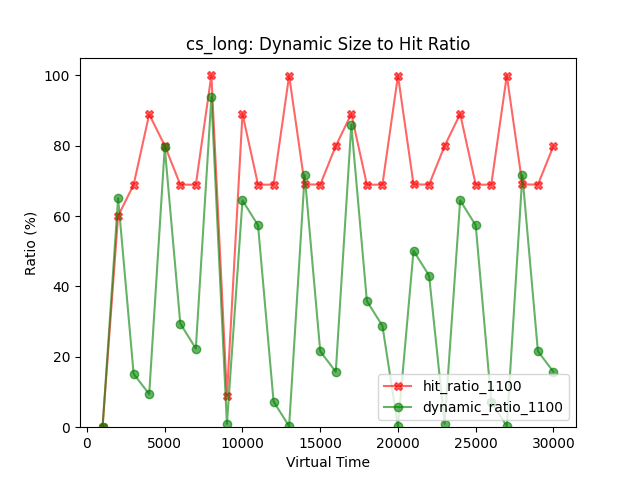 cs_long: Dynamic Size to Hit Ratio
Ratio (%)
100
80
60
40
20
0
0 5000 10000 15000 20000 25000 30000
Virtual Time
hit_ratio_1100
dynamic_ratio_1100